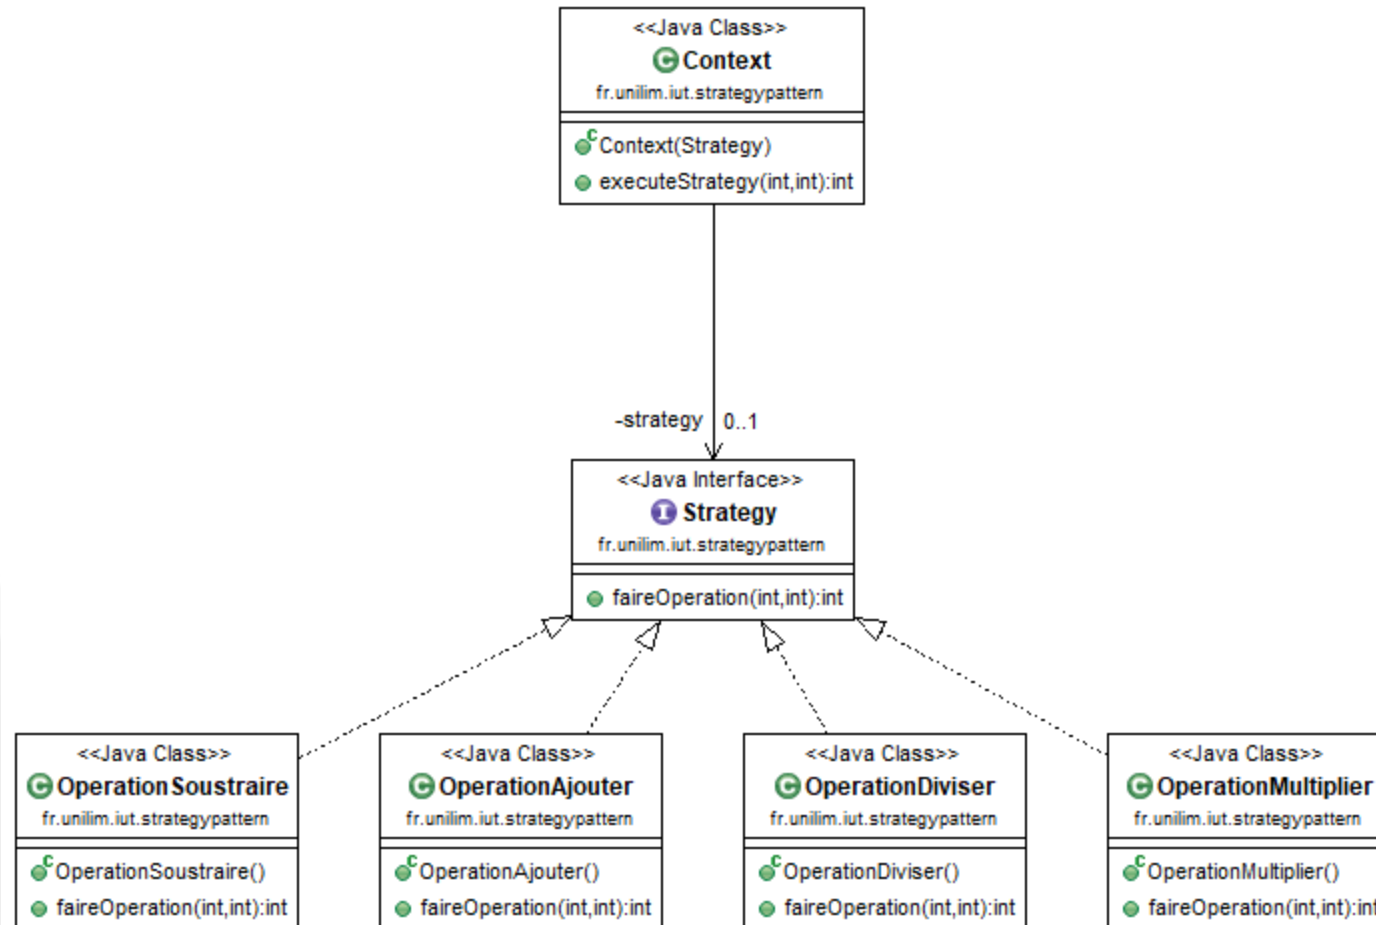 <<Java Class>>
C Context
fr.unilim.iut.strategypattern
C Context(Strategy)
executeStrategy(int,int):int
-strategy 0..1
<<Java Interface>>
I Strategy
fr.unilim.iut.strategypattern
faireOperation(int,int):int
<<Java Class>>
C OperationSoustraire
fr.unilim.iut.strategypattern
C OperationSoustraire()
faireOperation(int,int):int
<<Java Class>>
C OperationAjouter
fr.unilim.iut.strategypattern
C OperationAjouter()
faireOperation(int,int):int
<<Java Class>>
C OperationDiviser
fr.unilim.iut.strategypattern
C OperationDiviser()
faireOperation(int,int):int
<<Java Class>>
C OperationMultiplier
fr.unilim.iut.strategypattern
C OperationMultiplier()
faireOperation(int,int):int